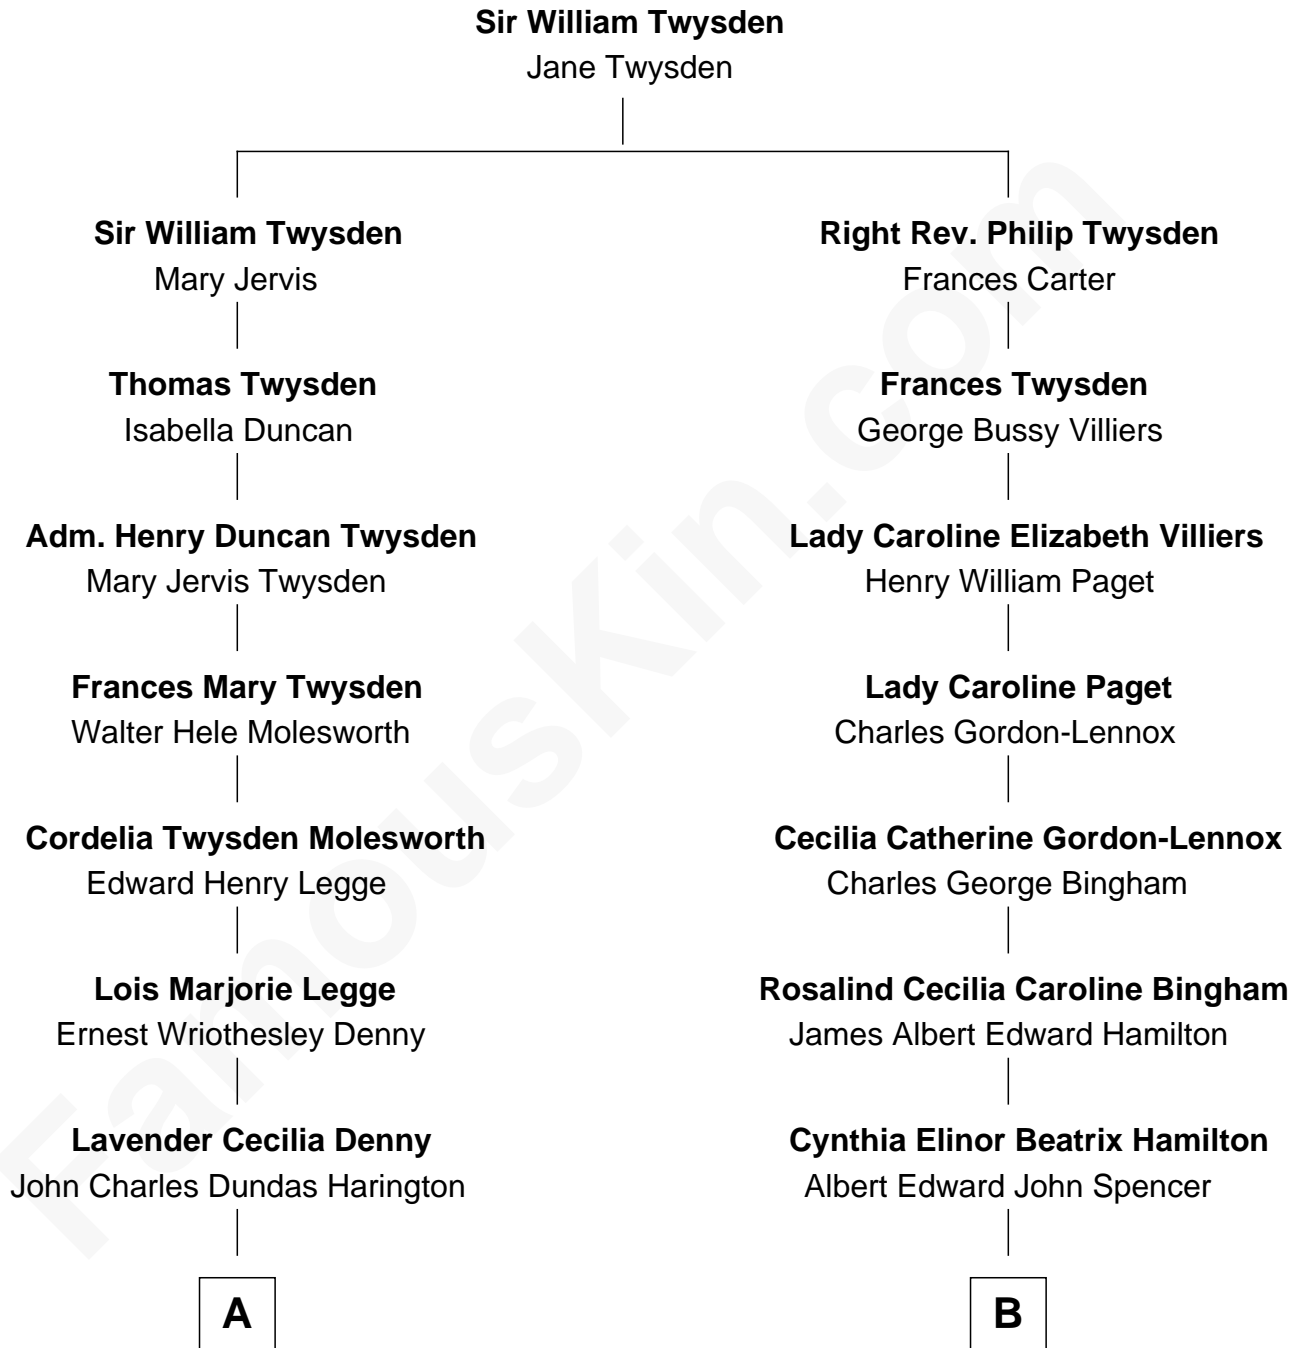 Sir William Twysden
Jane Twysden
Sir William Twysden
Mary Jervis
Right Rev. Philip Twysden
Frances Carter
Thomas Twysden
Isabella Duncan
Frances Twysden
George Bussy Villiers
Adm. Henry Duncan Twysden
Mary Jervis Twysden
Lady Caroline Elizabeth Villiers
Henry William Paget
Frances Mary Twysden
Walter Hele Molesworth
Lady Caroline Paget
Charles Gordon-Lennox
Cordelia Twysden Molesworth
Edward Henry Legge
Cecilia Catherine Gordon-Lennox
Charles George Bingham
Lois Marjorie Legge
Ernest Wriothesley Denny
Rosalind Cecilia Caroline Bingham
James Albert Edward Hamilton
Lavender Cecilia Denny
John Charles Dundas Harington
Cynthia Elinor Beatrix Hamilton
Albert Edward John Spencer
A
B
FamousKin.com